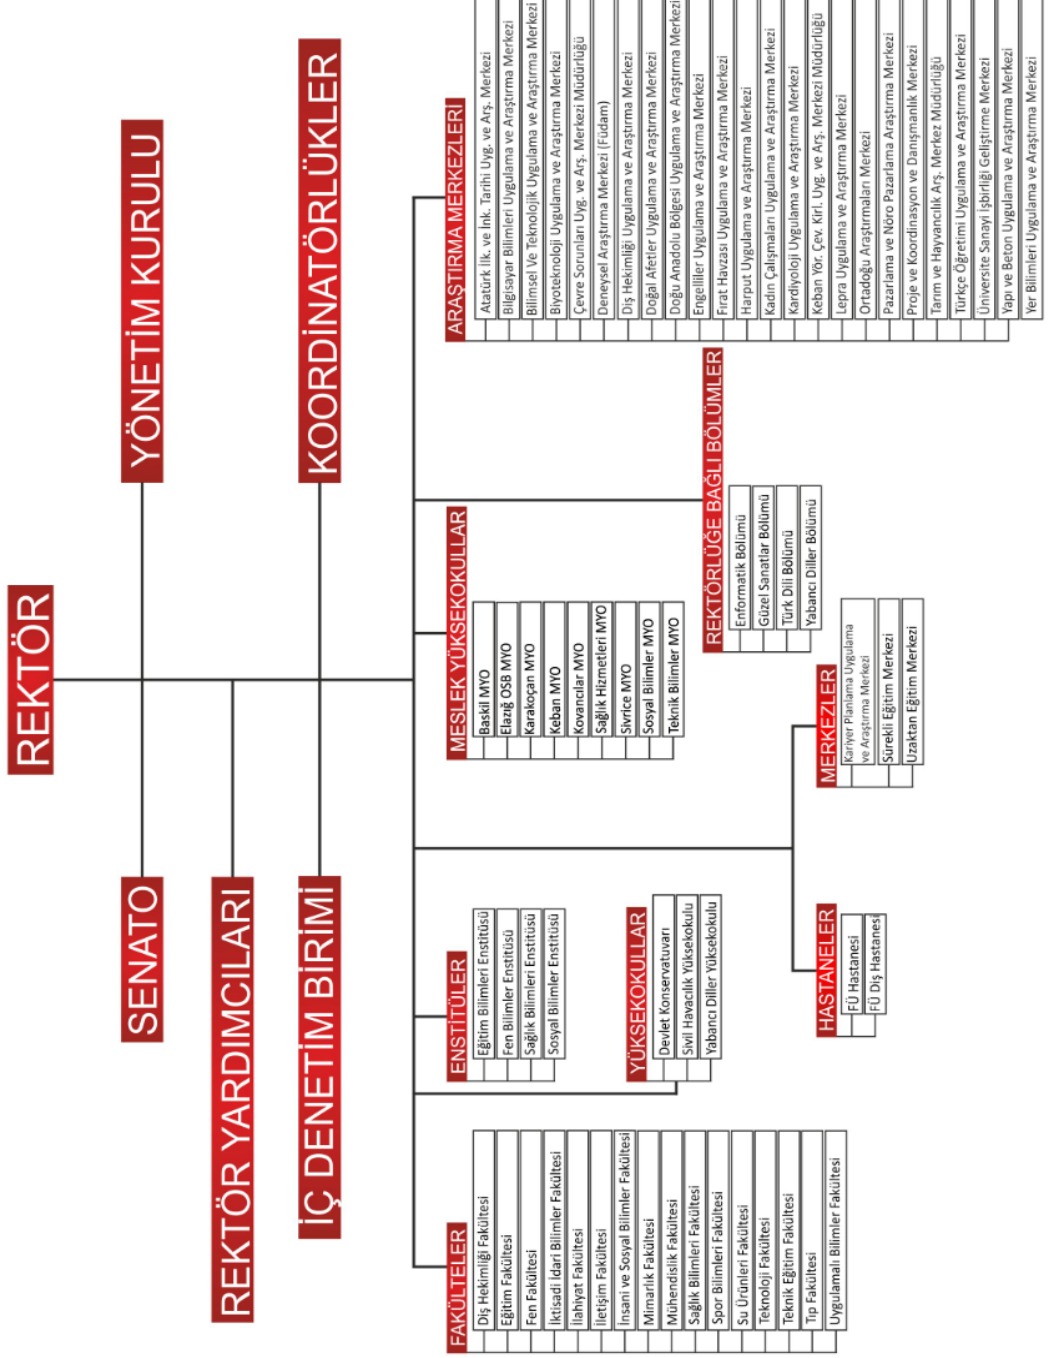 REKTÖR
SENATO
YÖNETİM KURULU
REKTÖR YARDIMCILARI
İÇ DENETİM BİRİMİ
KOORDİNATÖRLÜKLER
FAKÜLTELER
Diş Hekimliği Fakültesi
Eğitim Fakültesi
Fen Fakültesi
İktisadi İdari Bilimler Fakültesi
İlahiyat Fakültesi
İletişim Fakültesi
İnsani ve Sosyal Bilimler Fakültesi
Mimarlık Fakültesi
Mühendislik Fakültesi
Sağlık Bilimleri Fakültesi
Spor Bilimleri Fakültesi
Su Ürünleri Fakültesi
Teknoloji Fakültesi
Teknik Eğitim Fakültesi
Tıp Fakültesi
Uygulamalı Bilimler Fakültesi
ENSTİTÜLER
Eğitim Bilimleri Enstitüsü
Fen Bilimler Enstitüsü
Sağlık Bilimleri Enstitüsü
Sosyal Bilimler Enstitüsü
YÜKSEKOKULLAR
Devlet Konservatuvarı
Sivil Havacılık Yüksekokulu
Yabancı Diller Yüksekokulu
HASTANELER
FÜ Hastanesi
FÜ Diş Hastanesi
MERKEZLER
Kariyer Planlama Uygulama
ve Araştırma Merkezi
Sürekli Eğitim Merkezi
Uzaktan Eğitim Merkezi
MESLEK YÜKSEKOKULLAR
Baskil MYO
Elazığ OSB MYO
Karakoçan MYO
Keban MYO
Kovancılar MYO
Sağlık Hizmetleri MYO
Sivrice MYO
Sosyal Bilimler MYO
Teknik Bilimler MYO
REKTÖRLÜĞE BAĞLI BÖLÜMLER
Enformatik Bölümü
Güzel Sanatlar Bölümü
Türk Dili Bölümü
Yabancı Diller Bölümü
ARAŞTIRMA MERKEZLERİ
Atatürk İlk. ve İnk. Tarihi Uyg. ve Arş. Merkezi
Bilgisayar Bilimleri Uygulama ve Araştırma Merkezi
Bilimsel Ve Teknolojik Uygulama ve Araştırma Merkezi
Biyoteknoloji Uygulama ve Araştırma Merkezi
Çevre Sorunları Uyg. ve Arş. Merkezi Müdürlüğü
Deneysel Araştırma Merkezi (Füdam)
Diş Hekimliği Uygulama ve Araştırma Merkezi
Doğal Afetler Uygulama ve Araştırma Merkezi
Doğu Anadolu Bölgesi Uygulama ve Araştırma Merkezi
Engelliler Uygulama ve Araştırma Merkezi
Fırat Havzası Uygulama ve Araştırma Merkezi
Harput Uygulama ve Araştırma Merkezi
Kadın Çalışmaları Uygulama ve Araştırma Merkezi
Kardiyoloji Uygulama ve Araştırma Merkezi
Keban Yör. Çev. Kirl. Uyg. ve Arş. Merkezi Müdürlüğü
Lepra Uygulama ve Araştırma Merkezi
Ortadoğu Araştırmaları Merkezi
Pazarlama ve Nöro Pazarlama Araştırma Merkezi
Proje ve Koordinasyon ve Danışmanlık Merkezi
Tarım ve Hayvancılık Arş. Merkez Müdürlüğü
Türkçe Öğretimi Uygulama ve Araştırma Merkezi
Üniversite Sanayi İşbirliği Geliştirme Merkezi
Yapı ve Beton Uygulama ve Araştırma Merkezi
Yer Bilimleri Uygulama ve Araştırma Merkezi